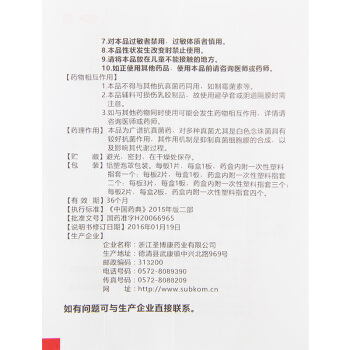 7.对本品过敏者禁用,过敏体质者慎用。
8.本品性状发生改变时禁止使用。
9.请将本品放在儿童不能接触的地方。
10.如正使用其他药品,使用本品前请咨询医师或药师。
【药物相互作用】
1.本品不得与其他抗真菌药同用,如制霉菌素等。
2.本品辅料可损伤乳胶制品,故使用避孕套或阴道隔膜时需注意。
3.如与其他药物同时使用可能会发生药物相互作用,详情请咨询医师或药师。
【药理作用】本品为广谱抗真菌药,对多种真菌尤其是白色念珠菌具有
较好抗菌作用,其作用机制是抑制真菌细胞膜的合成,以
及影响其代谢过程。
【贮 藏】避光,密封,在干燥处保存。
【包 装】铝塑泡罩包装。每板1片,每盒1板,药盒内附一次性塑料
指套一个;每板2片,每盒1板,药盒内附一次性塑料指套
二个;每板3片,每盒1板,药盒内附一次性塑料指套三个;
每板2片,每盒2板,药盒内附一次性塑料指套四个。
【有 效 期】36个月
【执行标准】《中国药典》2015年版二部
【批准文号】国药准字H20066965
【说明书修订日期】2016年01月19日
【生产企业】
企业名称:浙江圣博康药业有限公司
生产地址:德清县武康镇中兴北路969号
邮政编码:313200
电话号码:0572-8089390
传真号码:0572-8088209
网 址:http://www.subkom.com
如有问题可与生产企业直接联系。